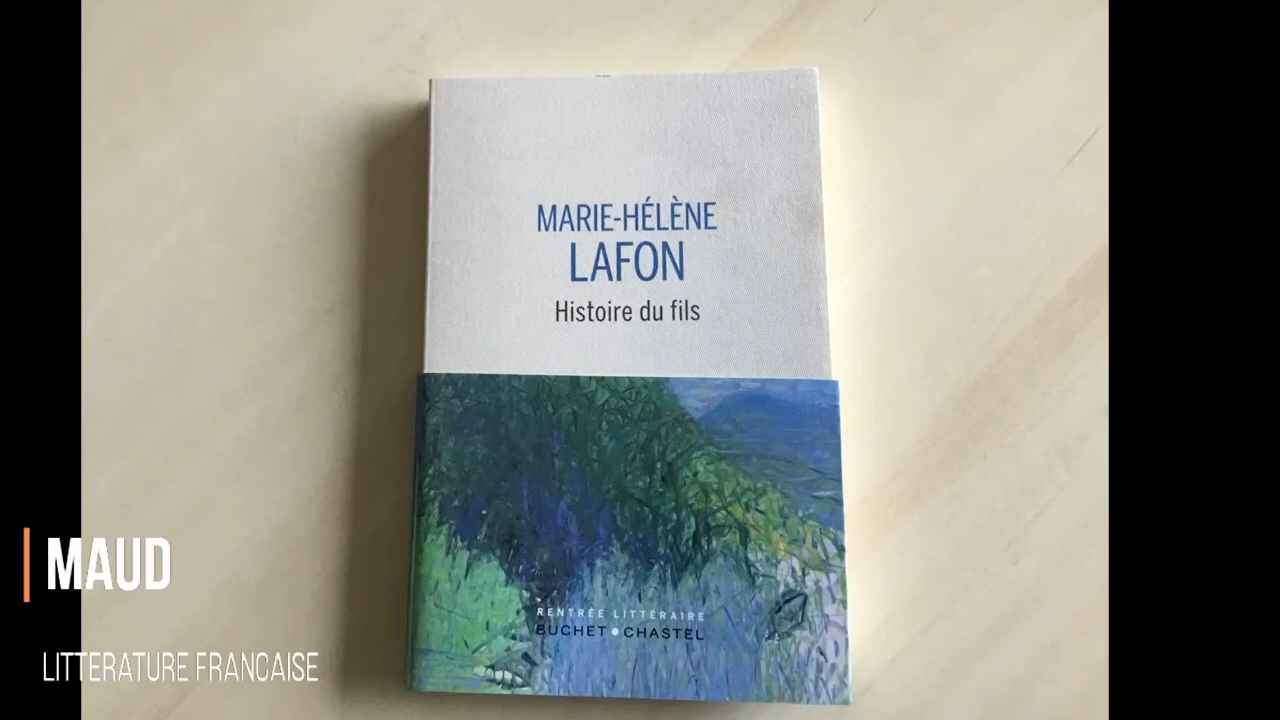 MARIE-HÉLÈNE
LAFON
Histoire du fils
RENTRÉE LITTÉRAIRE
BUCHET • CHASTEL
MAUD
LITTERATURE FRANCAISE